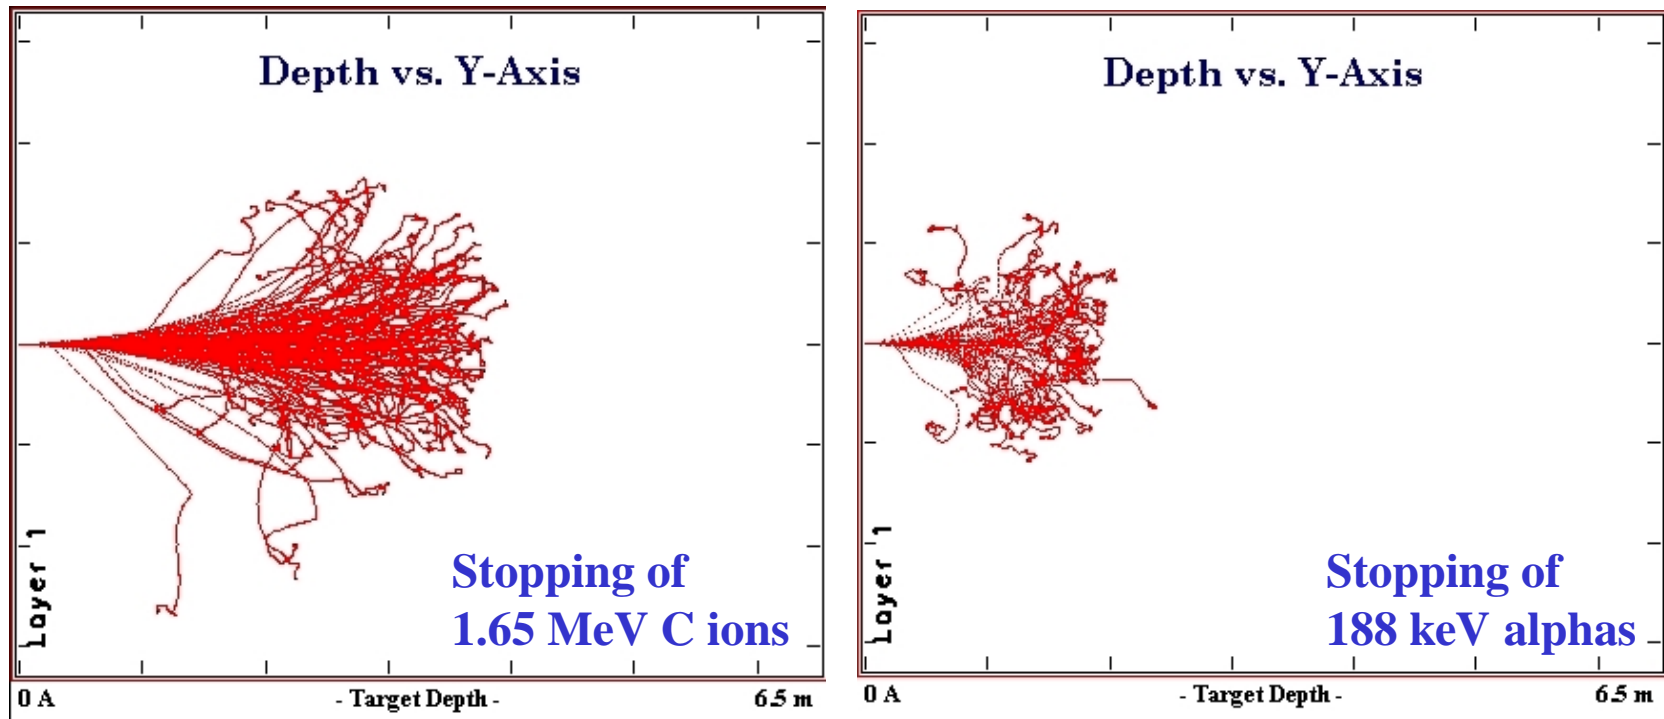 Depth vs. Y-Axis
Layer 1
Stopping of
1.65 MeV C ions
0 A - Target Depth - 6.5 m
Depth vs. Y-Axis
Layer 1
Stopping of
188 keV alphas
0 A - Target Depth - 6.5 m